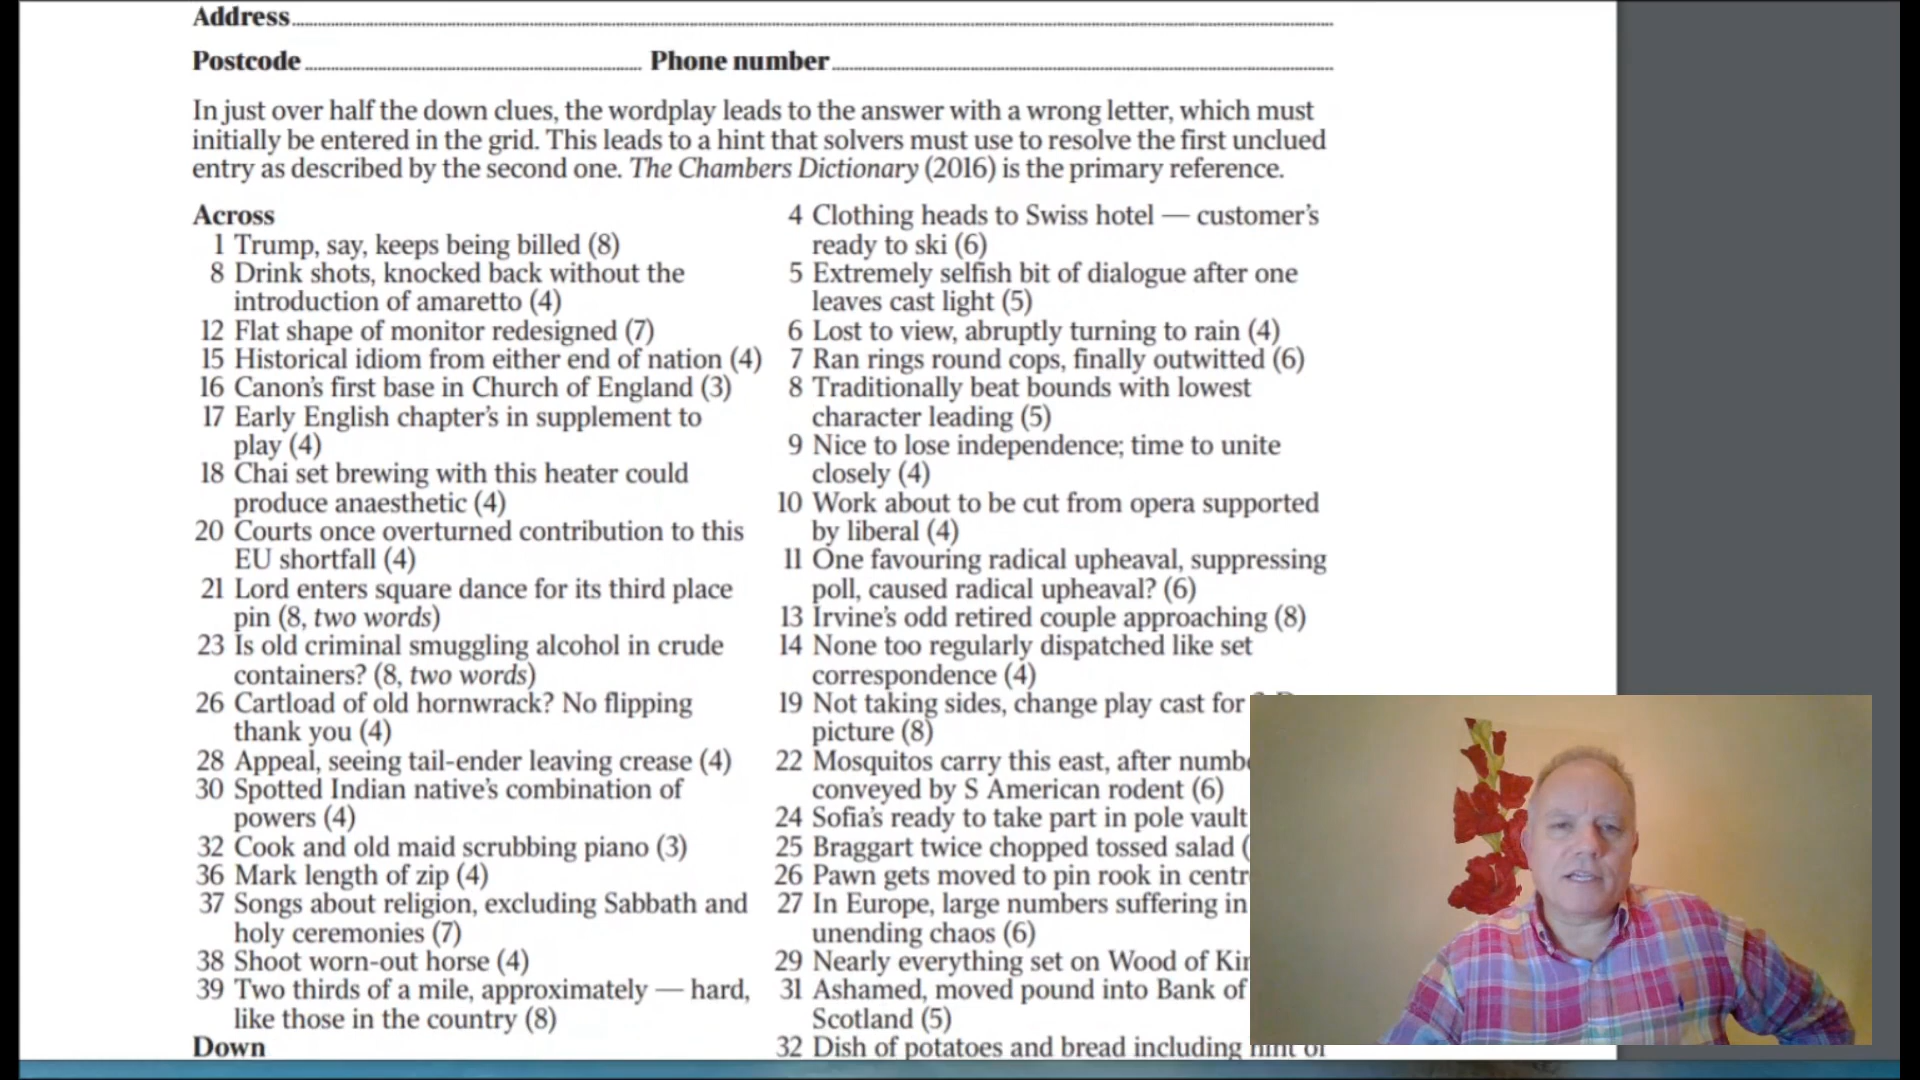 Address
Postcode Phone number
In just over half the down clues, the wordplay leads to the answer with a wrong letter, which must
initially be entered in the grid. This leads to a hint that solvers must use to resolve the first unclued
entry as described by the second one. The Chambers Dictionary (2016) is the primary reference.
Across
1 Trump, say, keeps being billed (8)
8 Drink shots, knocked back without the
introduction of amaretto (4)
12 Flat shape of monitor redesigned (7)
15 Historical idiom from either end of nation (4)
16 Canon's first base in Church of England (3)
17 Early English chapter's in supplement to
play (4)
18 Chai set brewing with this heater could
produce anaesthetic (4)
20 Courts once overturned contribution to this
EU shortfall (4)
21 Lord enters square dance for its third place
pin (8, two words)
23 Is old criminal smuggling alcohol in crude
containers? (8, two words)
26 Cartload of old hornwrack? No flipping
thank you (4)
28 Appeal, seeing tail-ender leaving crease (4)
30 Spotted Indian native's combination of
powers (4)
32 Cook and old maid scrubbing piano (3)
36 Mark length of zip (4)
37 Songs about religion, excluding Sabbath and
holy ceremonies (7)
38 Shoot worn-out horse (4)
39 Two thirds of a mile, approximately — hard,
like those in the country (8)
Down
4 Clothing heads to Swiss hotel — customer's
ready to ski (6)
5 Extremely selfish bit of dialogue after one
leaves cast light (5)
6 Lost to view, abruptly turning to rain (4)
7 Ran rings round cops, finally outwitted (6)
8 Traditionally beat bounds with lowest
character leading (5)
9 Nice to lose independence; time to unite
closely (4)
10 Work about to be cut from opera supported
by liberal (4)
11 One favouring radical upheaval, suppressing
poll, caused radical upheaval? (6)
13 Irvine's odd retired couple approaching (8)
14 None too regularly dispatched like set
correspondence (4)
19 Not taking sides, change play cast for
picture (8)
22 Mosquitos carry this east, after
conveyed by S American rodent (6)
24 Sofia's ready to take part in pole vault
25 Braggart twice chopped tossed salad (
26 Pawn gets moved to pin rook in
27 In Europe, large numbers suffering in
unending chaos (6)
29 Nearly everything set on Wood of
31 Ashamed, moved pound into Bank of
Scotland (5)
32 Dish of potatoes and bread including hint of